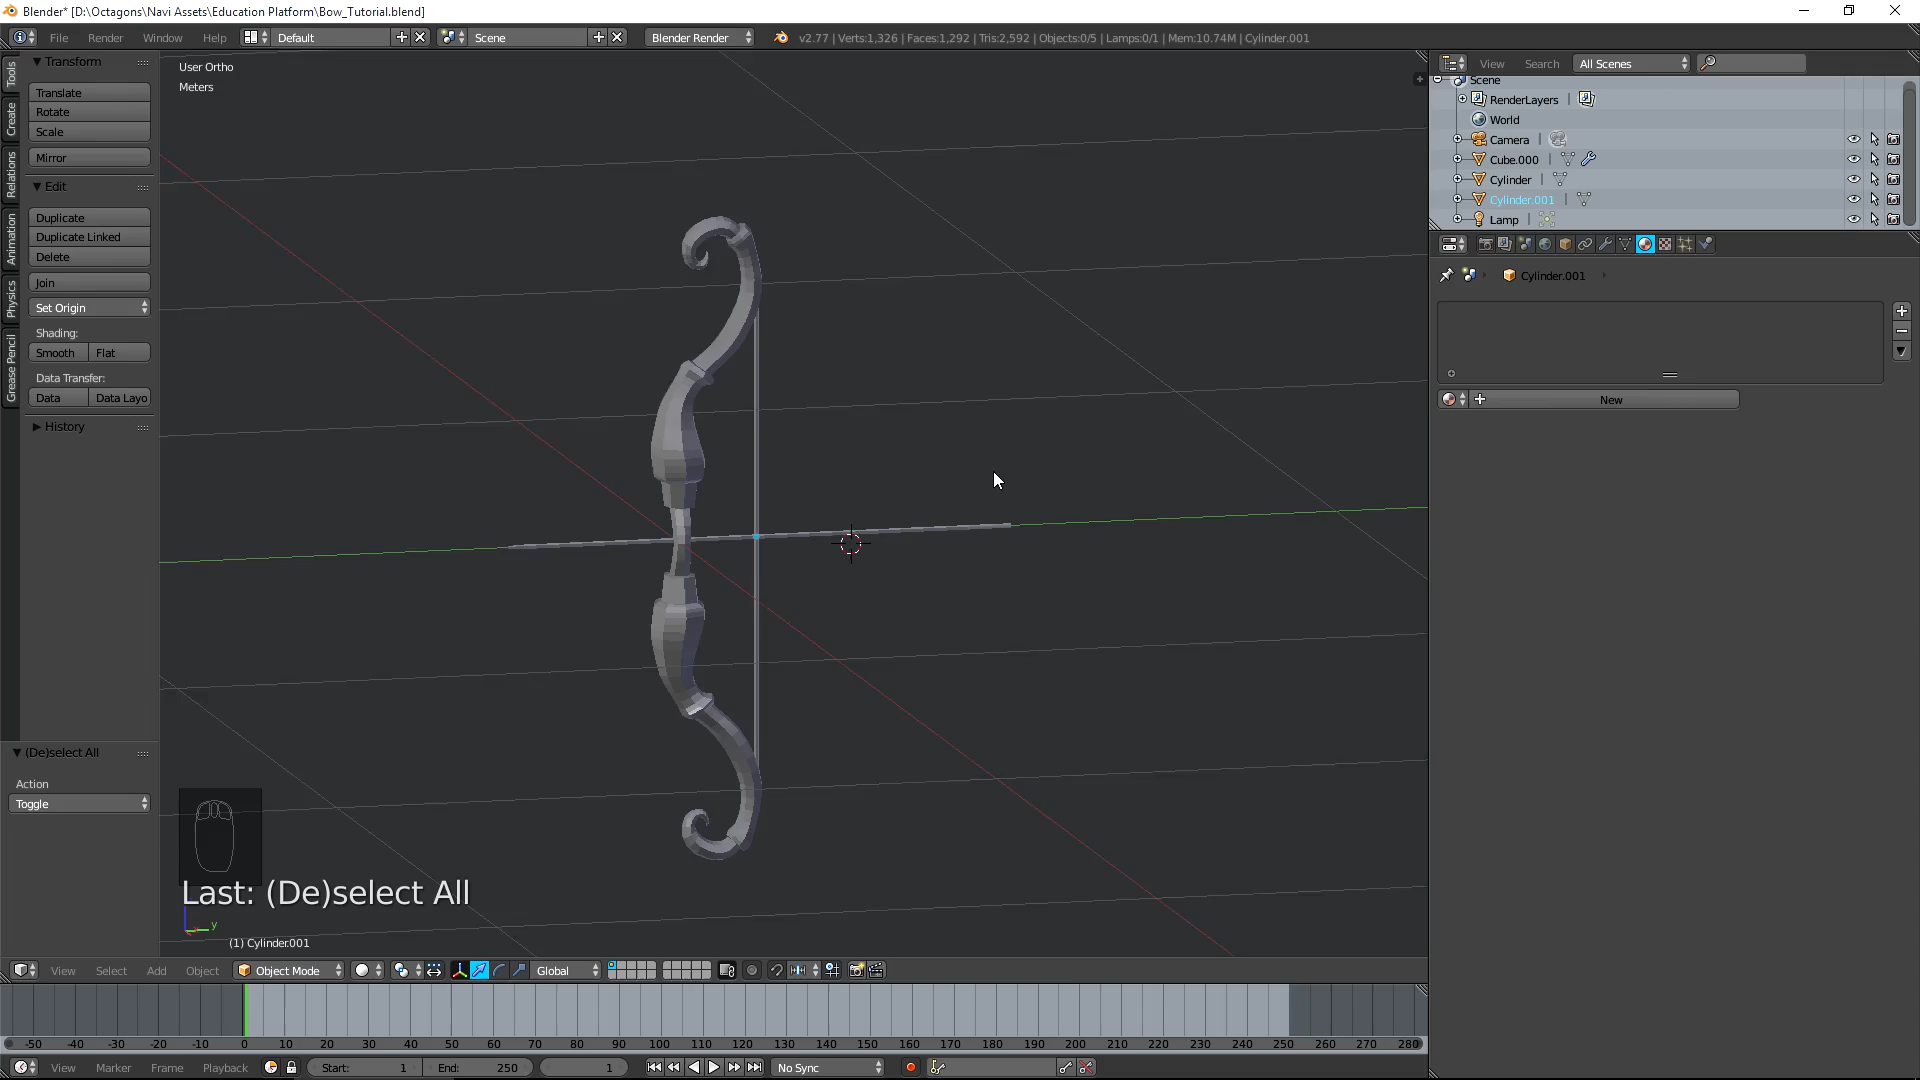 Blender* [D:\Octagons\Navi Assets\Education Platform\Bow_Tutorial.blend]
File Render Window Help Default Scene Blender Render v2.77 | Verts:1,326 | Faces:1,292 | Tris:2,592 | Objects:0/5 | Lamps:0/1 | Mem:10.74M | Cylinder.001
Tools
Create
Relations
Animation
Physics
Grease Pencil
Transform
Translate
Rotate
Scale
Mirror
Edit
Duplicate
Duplicate Linked
Delete
Join
Set Origin
Shading:
Smooth Flat
Data Transfer:
Data Data Layo
History
(De)select All
Action
Toggle
User Ortho
Meters
Last: (De)select All
y
(1) Cylinder.001
View Select Add Object Object Mode Global
View Search All Scenes
Scene
RenderLayers
World
Camera
Cube.000
Cylinder
Cylinder.001
Lamp
Cylinder.001
New
-50 -40 -30 -20 -10 0 10 20 30 40 50 60 70 80 90 100 110 120 130 140 150 160 170 180 190 200 210 220 230 240 250 260 270 280
View Marker Frame Playback Start: 1 End: 250 1 No Sync